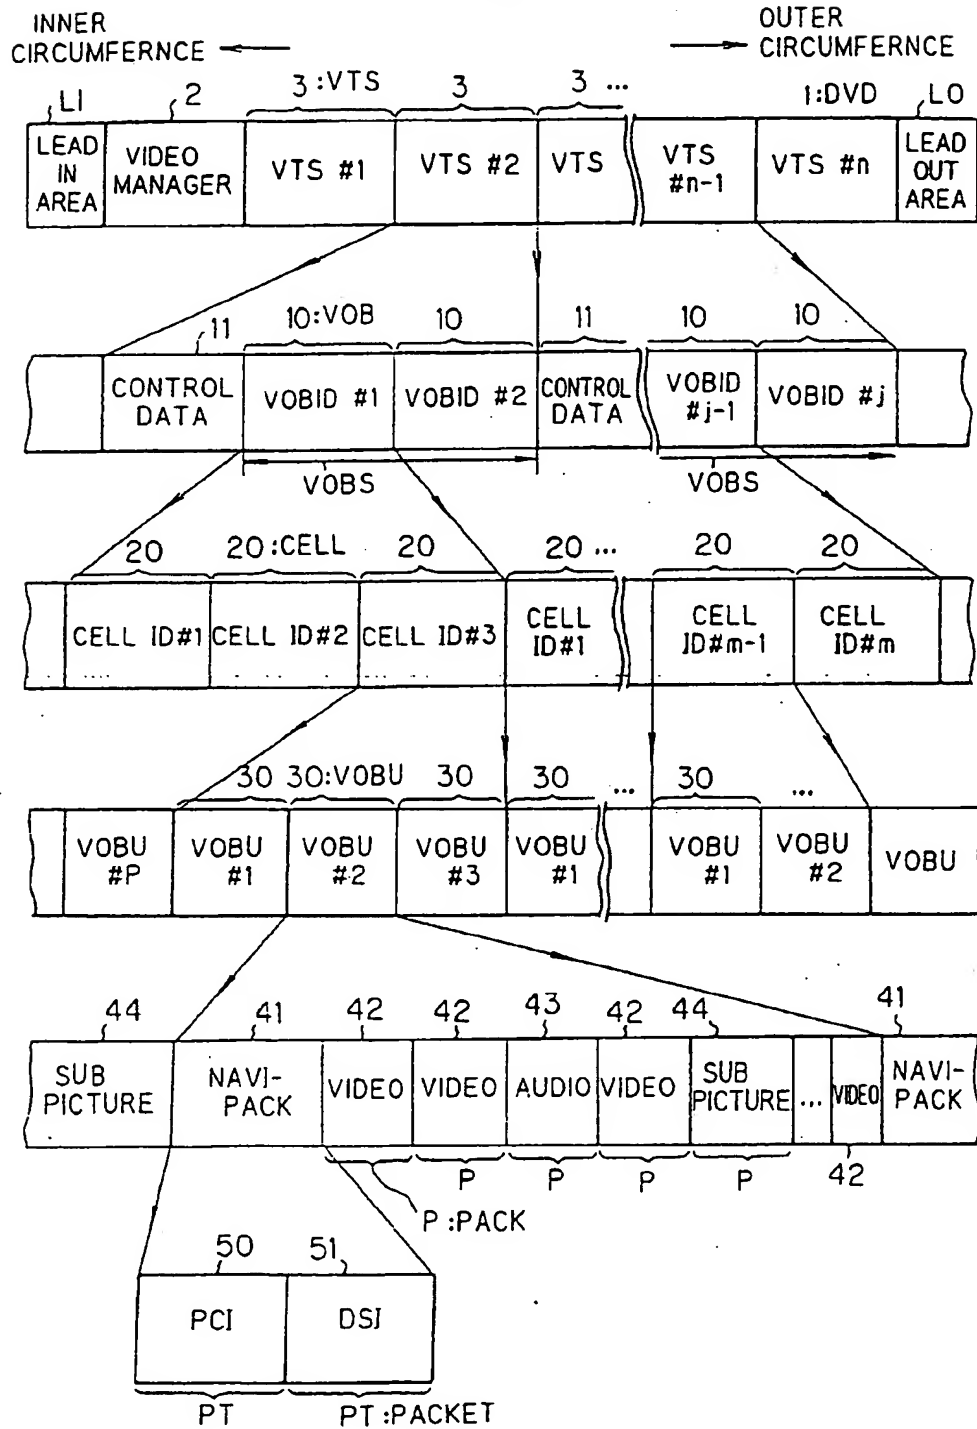 INNER CIRCUMFERNCE
OUTER CIRCUMFERNCE
LI 2 3:VTS 3 3 ... 1:DVD LO
LEAD IN AREA
VIDEO MANAGER
VTS #1
VTS #2
VTS
VTS #n-1
VTS #n
LEAD OUT AREA
11 10:VOB 10 11 10 10
CONTROL DATA
VOBID #1
VOBID #2
CONTROL DATA
VOBID #j-1
VOBID #j
VOBS VOBS
20 20:CELL 20 20 ... 20 20
CELL ID#1
CELL ID#2
CELL ID#3
CELL ID#1
CELL ID#m-1
CELL ID#m
30 30:VOBU 30 30 ... 30 ...
VOBU #P
VOBU #1
VOBU #2
VOBU #3
VOBU #1
VOBU #1
VOBU #2
VOBU
44 41 42 42 43 42 44 41
SUB PICTURE
NAVI-PACK
VIDEO
VIDEO
AUDIO
VIDEO
SUB PICTURE
...
VIDEO
NAVI-PACK
P P P P 42
P:PACK
50 51
PCI DSI
PT PT:PACKET